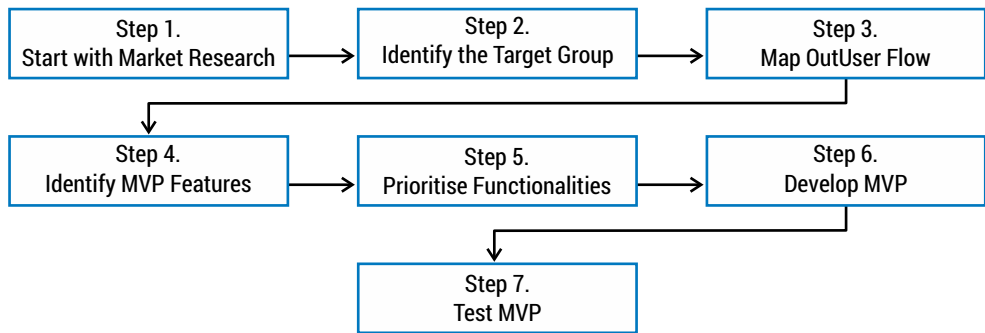 Step 1.
Start with Market Research
Step 2.
Identify the Target Group
Step 3.
Map OutUser Flow
Step 4.
Identify MVP Features
Step 5.
Prioritise Functionalities
Step 6.
Develop MVP
Step 7.
Test MVP